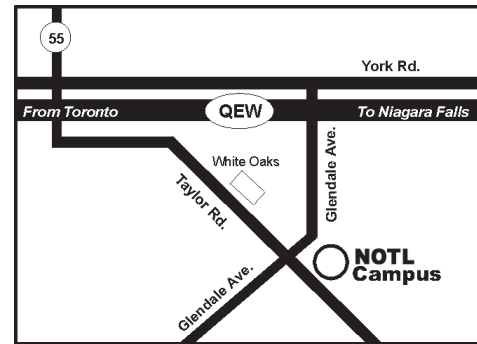 55
York Rd.
From Toronto
QEW
To Niagara Falls
White Oaks
Taylor Rd.
Glendale Ave.
NOTL
Campus
Glendale Ave.